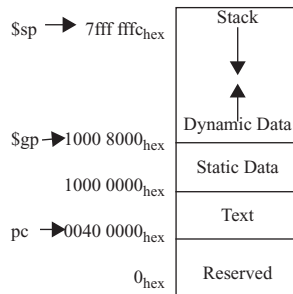 $sp 7fff fffchex
Stack
Dynamic Data
$gp 1000 8000hex
Static Data
1000 0000hex
Text
pc 0040 0000hex
Reserved
0hex